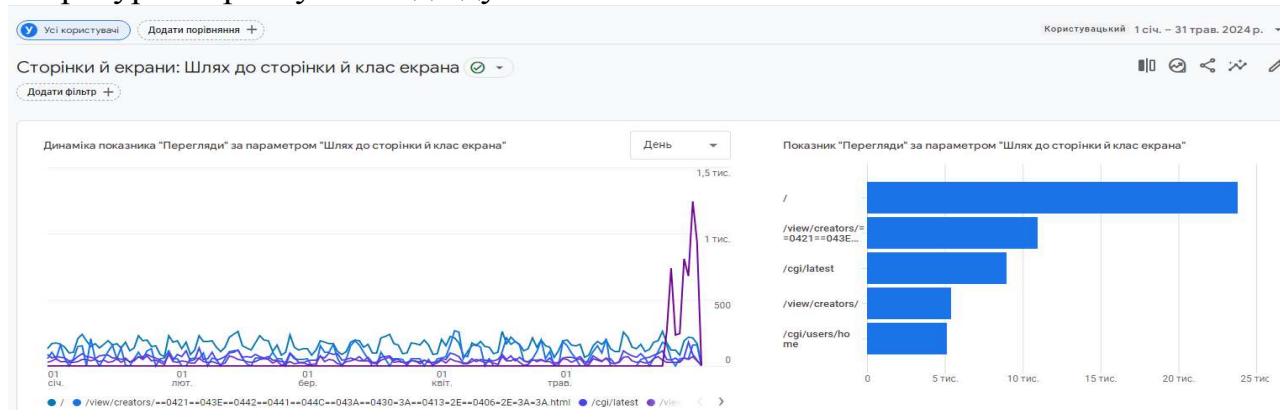 У Усі користувачі Додати порівняння + Користувацький 1 січ. – 31 трав. 2024 р.
Сторінки й екрани: Шлях до сторінки й клас екрана
Додати фільтр +
Динаміка показника "Перегляди" за параметром "Шлях до сторінки й клас екрана"
День
1,5 тис.
1 тис.
500
0
01 січ.
01 лют.
01 бер.
01 квіт.
01 трав.
/
/view/creators/==0421==043E==0442==0441==044C==043A==0430=3A==0413=2E==0406=2E=3A=3A.html
/cgi/latest
Показник "Перегляди" за параметром "Шлях до сторінки й клас екрана"
/
/view/creators/=
=0421==043E...
/cgi/latest
/view/creators/
/cgi/users/ho
me
0 5 тис. 10 тис. 15 тис. 20 тис. 25 тис.